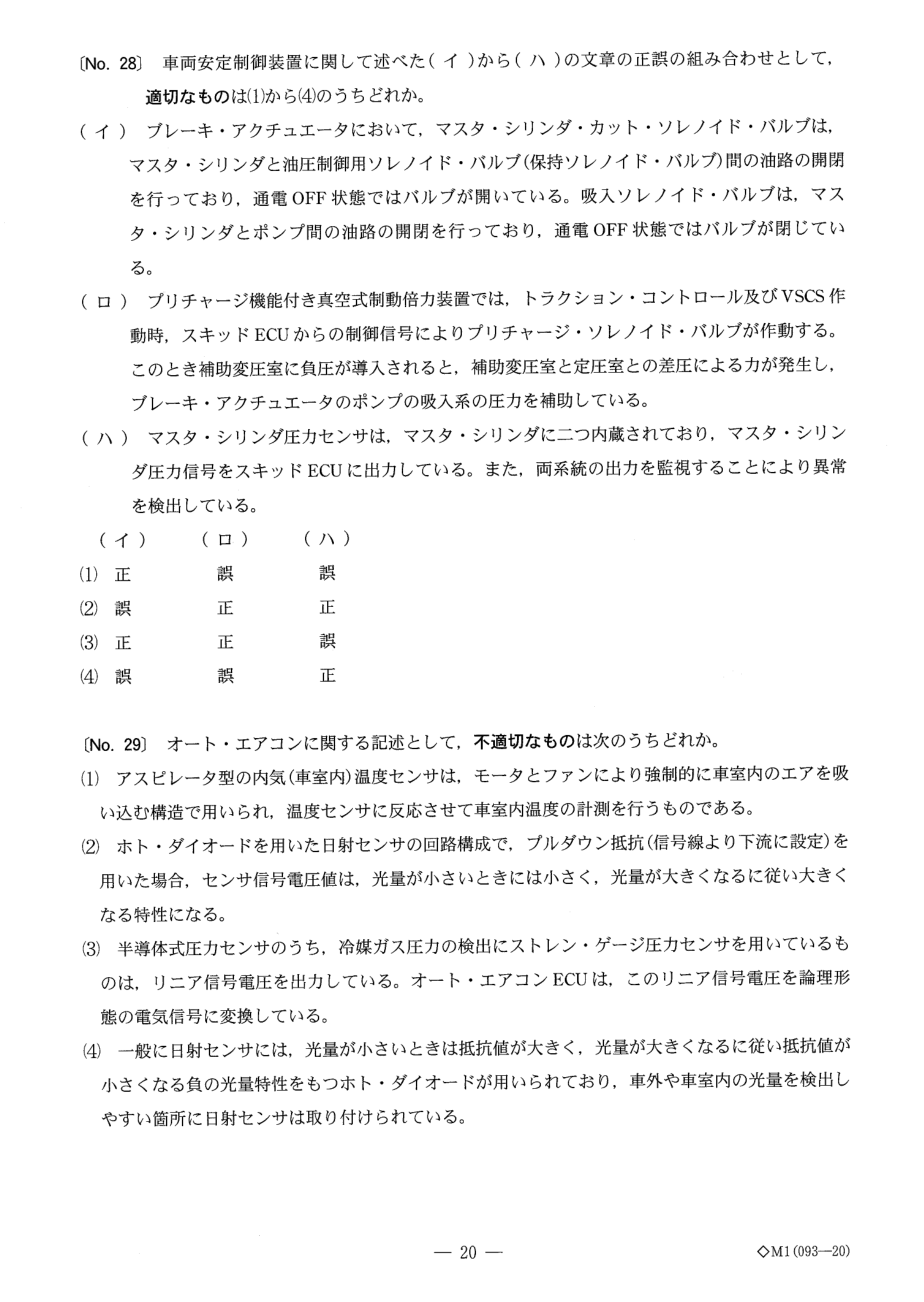 〔No. 28〕 車両安定制御装置に関して述べた( イ )から( ハ )の文章の正誤の組み合わせとして，
適切なものは⑴から⑷のうちどれか。
( イ ) ブレーキ・アクチュエータにおいて，マスタ・シリンダ・カット・ソレノイド・バルブは，
マスタ・シリンダと油圧制御用ソレノイド・バルブ(保持ソレノイド・バルブ)間の油路の開閉
を行っており，通電 OFF 状態ではバルブが開いている。吸入ソレノイド・バルブは，マス
タ・シリンダとポンプ間の油路の開閉を行っており，通電 OFF 状態ではバルブが閉じてい
る。
( ロ ) プリチャージ機能付き真空式制動倍力装置では，トラクション・コントロール及び VSCS 作
動時，スキッド ECU からの制御信号によりプリチャージ・ソレノイド・バルブが作動する。
このとき補助変圧室に負圧が導入されると，補助変圧室と定圧室との差圧による力が発生し，
ブレーキ・アクチュエータのポンプの吸入系の圧力を補助している。
( ハ ) マスタ・シリンダ圧力センサは，マスタ・シリンダに二つ内蔵されており，マスタ・シリン
ダ圧力信号をスキッド ECU に出力している。また，両系統の出力を監視することにより異常
を検出している。
( イ ) ( ロ ) ( ハ )
⑴ 正 誤 誤
⑵ 誤 正 正
⑶ 正 正 誤
⑷ 誤 誤 正
〔No. 29〕 オート・エアコンに関する記述として，不適切なものは次のうちどれか。
⑴ アスピレータ型の内気(車室内)温度センサは，モータとファンにより強制的に車室内のエアを吸
い込む構造で用いられ，温度センサに反応させて車室内温度の計測を行うものである。
⑵ ホト・ダイオードを用いた日射センサの回路構成で，プルダウン抵抗(信号線より下流に設定)を
用いた場合，センサ信号電圧値は，光量が小さいときには小さく，光量が大きくなるに従い大きく
なる特性になる。
⑶ 半導体式圧力センサのうち，冷媒ガス圧力の検出にストレン・ゲージ圧力センサを用いているも
のは，リニア信号電圧を出力している。オート・エアコン ECU は，このリニア信号電圧を論理形
態の電気信号に変換している。
⑷ 一般に日射センサには，光量が小さいときは抵抗値が大きく，光量が大きくなるに従い抵抗値が
小さくなる負の光量特性をもつホト・ダイオードが用いられており，車外や車室内の光量を検出し
やすい箇所に日射センサは取り付けられている。
— 20 —
◇M1(093—20)